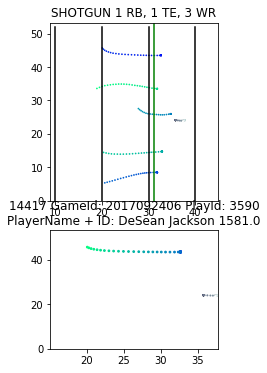 SHOTGUN 1 RB, 1 TE, 3 WR
50
40
30
20
10
0
10 20 30 40
14417 GameId: 2017092406 PlayId: 3590
PlayerName + ID: DeSean Jackson 1581.0
40
20
0
20 25 30 35